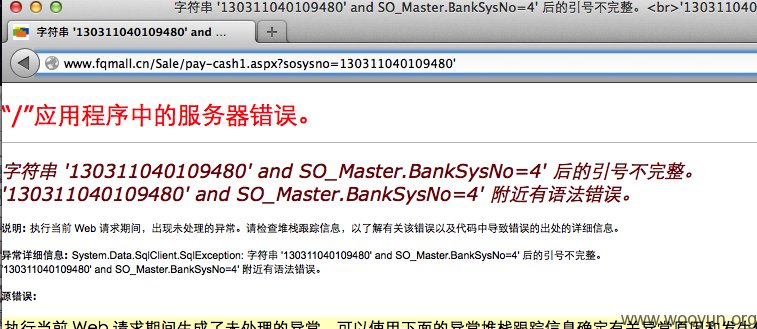 字符串 '130311040109480' and SO_Master.BankSysNo=4' 后的引号不完整。<br>'13031104
字符串 '130311040109480' and ...
www.fqmall.cn/Sale/pay-cash1.aspx?sosysno=130311040109480'
“/”应用程序中的服务器错误。
字符串 '130311040109480' and SO_Master.BankSysNo=4' 后的引号不完整。
'130311040109480' and SO_Master.BankSysNo=4' 附近有语法错误。
说明: 执行当前 Web 请求期间，出现未处理的异常。请检查堆栈跟踪信息，以了解有关该错误以及代码中导致错误的出处的详细信息。
异常详细信息: System.Data.SqlClient.SqlException: 字符串 '130311040109480' and SO_Master.BankSysNo=4' 后的引号不完整。
'130311040109480' and SO_Master.BankSysNo=4' 附近有语法错误。
源错误:
执行当前 Web 请求期间生成了未处理的异常。可以使用下面的异常堆栈跟踪信息确定有关异常原因和发生
www.wooyun.org